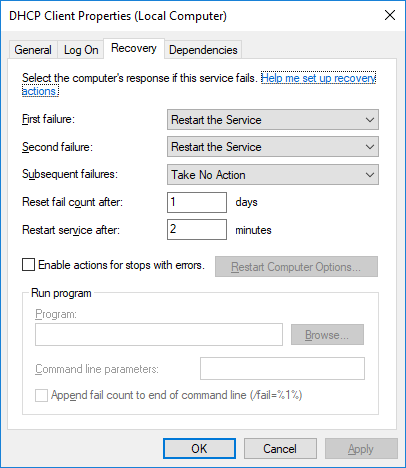 DHCP Client Properties (Local Computer)
General Log On Recovery Dependencies
Select the computer's response if this service fails. Help me set up recovery
actions.
First failure: Restart the Service
Second failure: Restart the Service
Subsequent failures: Take No Action
Reset fail count after: 1 days
Restart service after: 2 minutes
Enable actions for stops with errors. Restart Computer Options...
Run program
Program:
Browse...
Command line parameters:
Append fail count to end of command line (/fail=%1%)
OK Cancel Apply